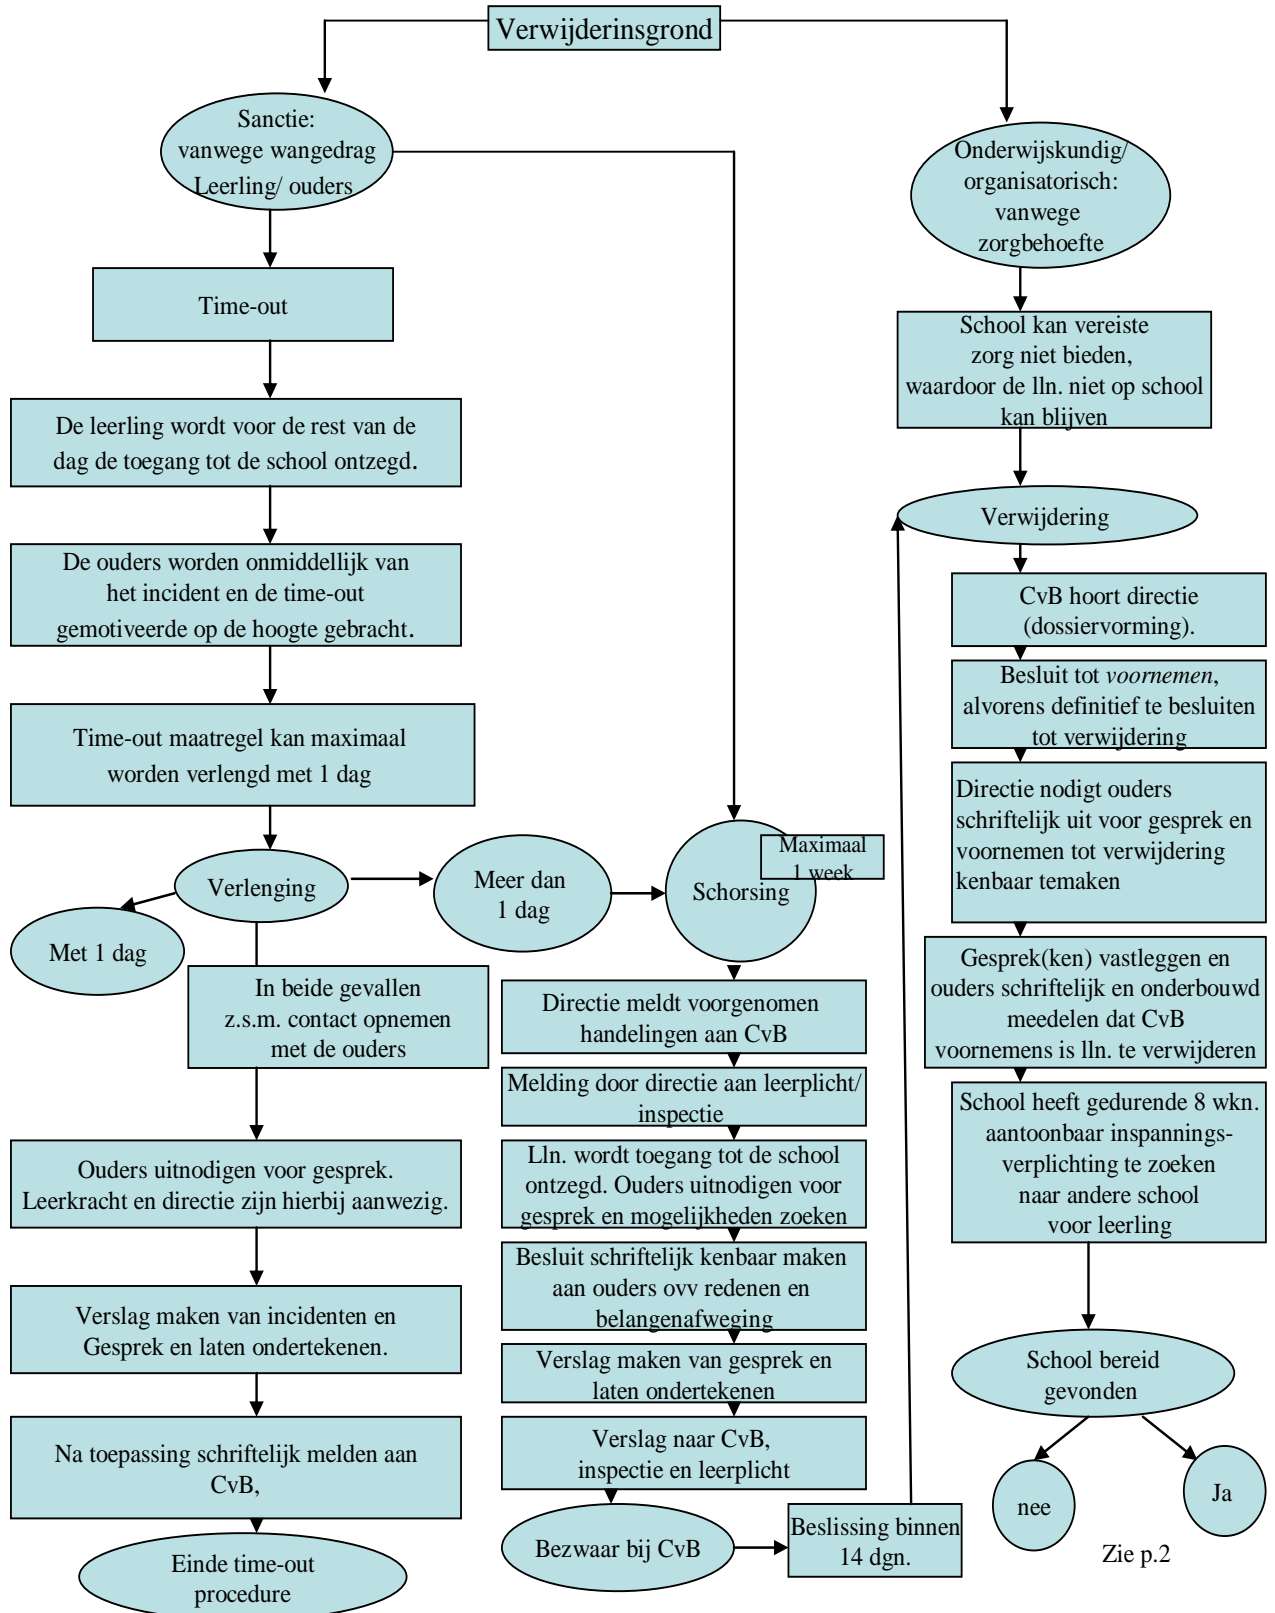 Verwijderinsgrond
Sanctie:
vanwege wangedrag
Leerling/ ouders
Time-out
De leerling wordt voor de rest van de
dag de toegang tot de school ontzegd.
De ouders worden onmiddellijk van
het incident en de time-out
gemotiveerde op de hoogte gebracht.
Time-out maatregel kan maximaal
worden verlengd met 1 dag
Verlenging
Met 1 dag
Meer dan
1 dag
In beide gevallen
z.s.m. contact opnemen
met de ouders
Ouders uitnodigen voor gesprek.
Leerkracht en directie zijn hierbij aanwezig.
Verslag maken van incidenten en
Gesprek en laten ondertekenen.
Na toepassing schriftelijk melden aan
CvB,
Einde time-out
procedure
Schorsing
Maximaal
1 week
Directie meldt voorgenomen
handelingen aan CvB
Melding door directie aan leerplicht/
inspectie
Lln. wordt toegang tot de school
ontzegd. Ouders uitnodigen voor
gesprek en mogelijkheden zoeken
Besluit schriftelijk kenbaar maken
aan ouders ovv redenen en
belangenafweging
Verslag maken van gesprek en
laten ondertekenen
Verslag naar CvB,
inspectie en leerplicht
Bezwaar bij CvB
Beslissing binnen
14 dgn.
Onderwijskundig/
organisatorisch:
vanwege
zorgbehoefte
School kan vereiste
zorg niet bieden,
waardoor de lln. niet op school
kan blijven
Verwijdering
CvB hoort directie
(dossiervorming).
Besluit tot voornemen,
alvorens definitief te besluiten
tot verwijdering
Directie nodigt ouders
schriftelijk uit voor gesprek en
voornemen tot verwijdering
kenbaar temaken
Gesprek(ken) vastleggen en
ouders schriftelijk en onderbouwd
meedelen dat CvB
voornemens is lln. te verwijderen
School heeft gedurende 8 wkn.
aantoonbaar inspannings-
verplichting te zoeken
naar andere school
voor leerling
School bereid
gevonden
nee
Ja
Zie p.2